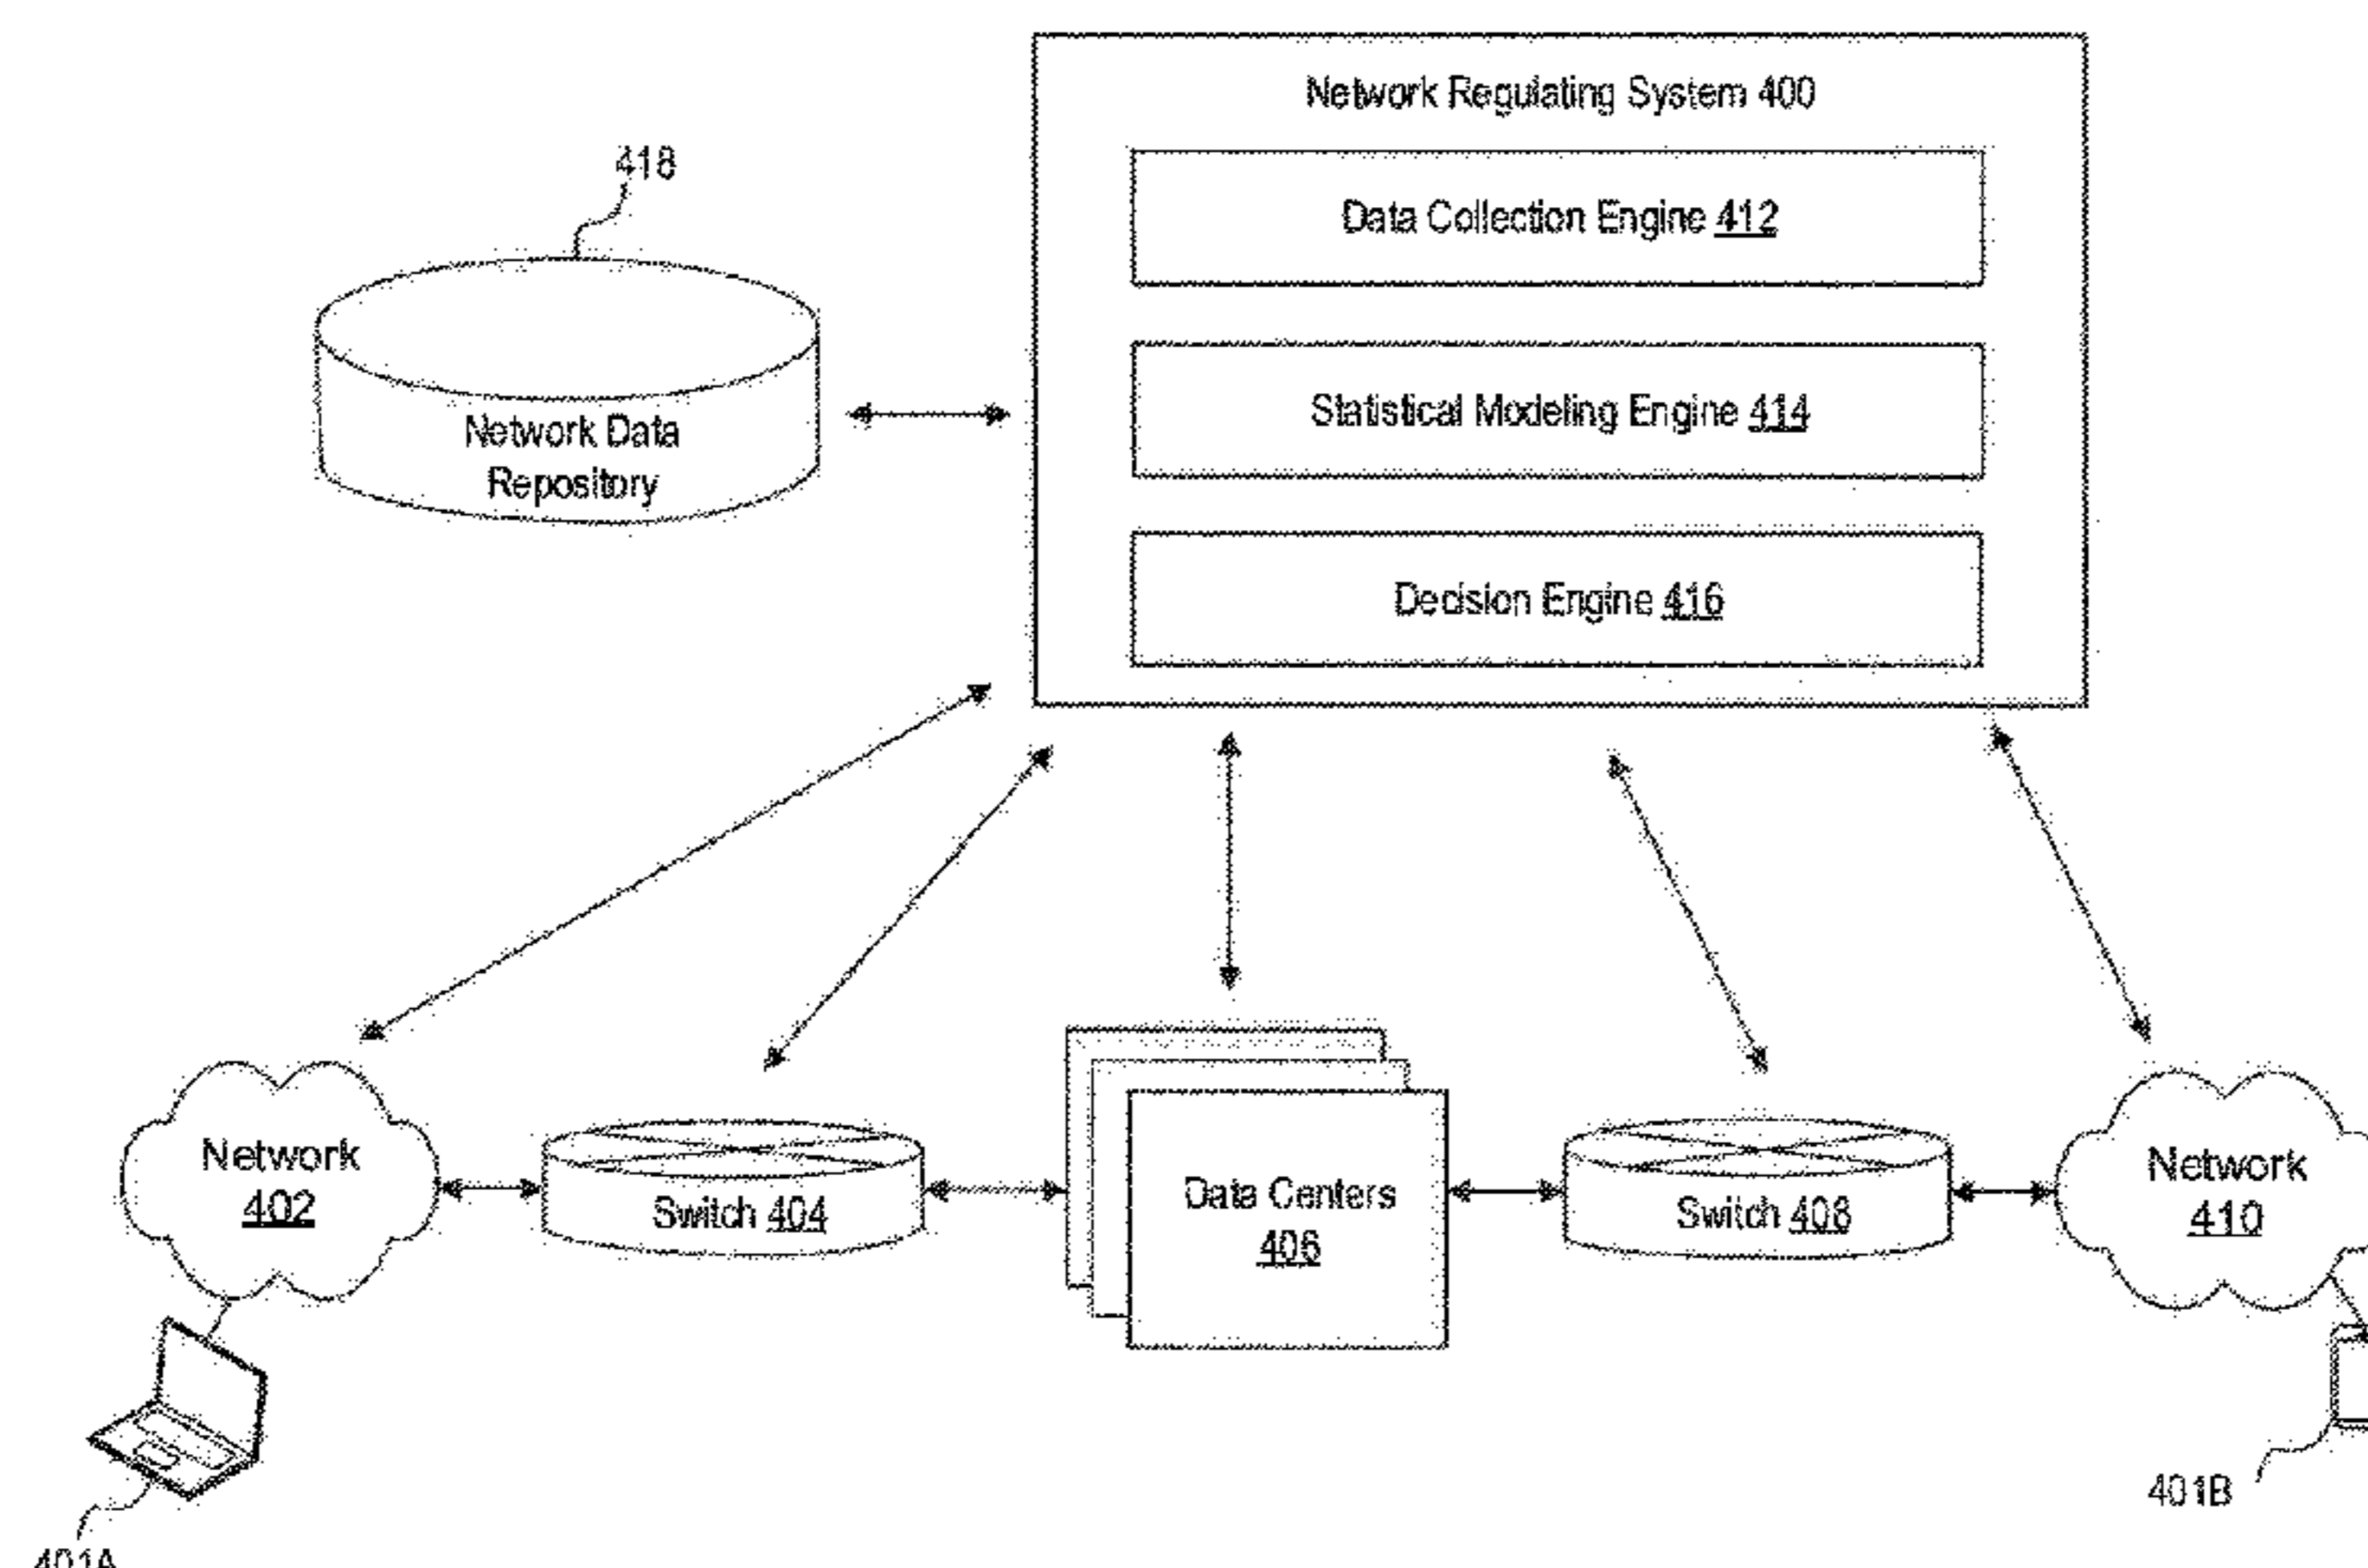 Network Regulating System 400
418
Data Collection Engine 412
Statistical Modeling Engine 414
Network Data
Repository
Decision Engine 416
Network
402
Switch 404
Data Centers
406
Switch 408
Network
410
401B
401A